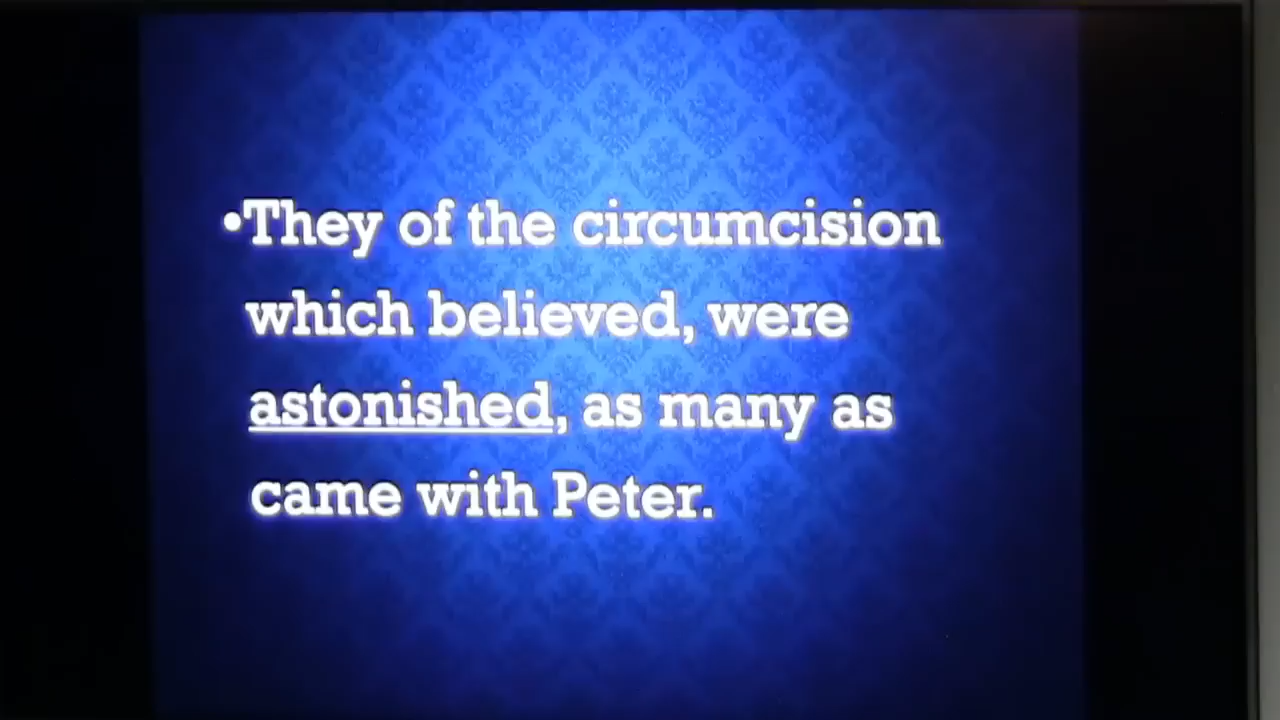 •They of the circumcision
which believed, were
astonished, as many as
came with Peter.